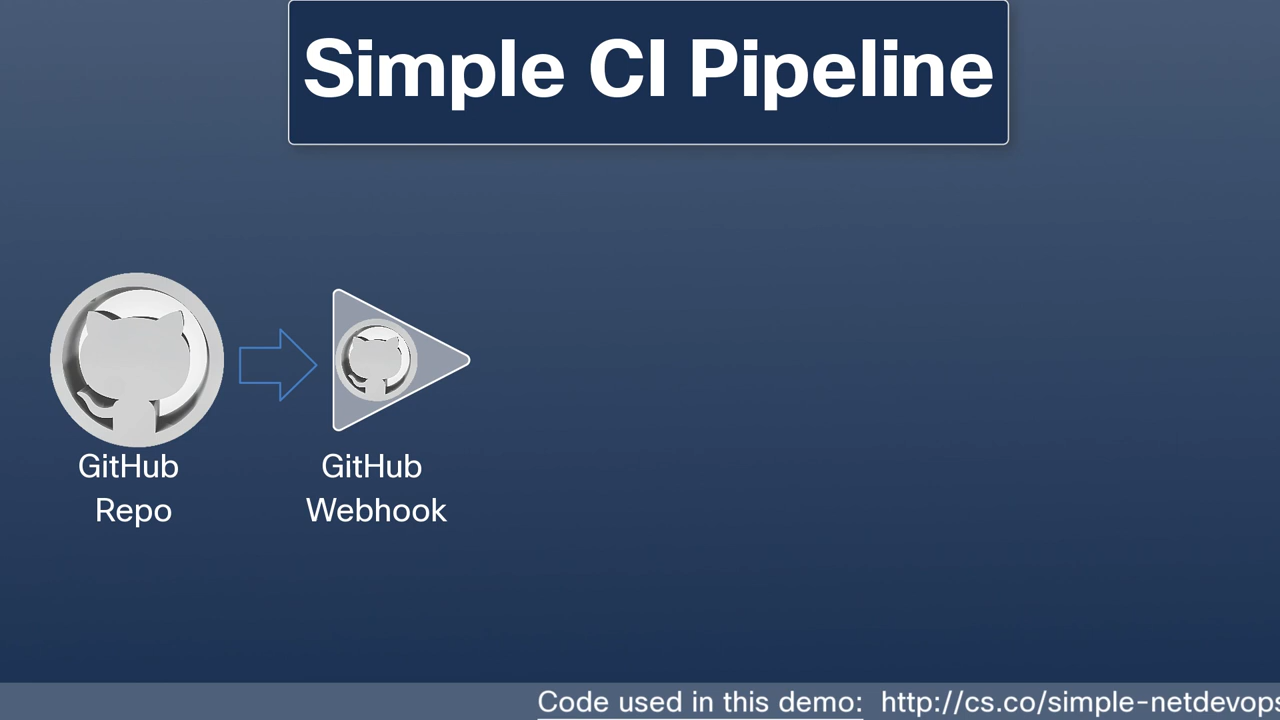 Simple CI Pipeline
GitHub
Repo
GitHub
Webhook
Code used in this demo: http://cs.co/simple-netdevops